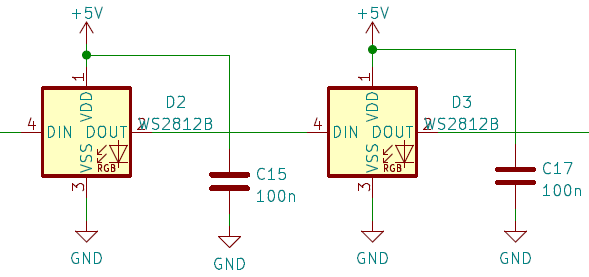 +5V
1
VDD
D2
WS2812B
4
DIN
DOUT
2
VSS
RGB
3
C15
100n
GND
GND
+5V
1
VDD
D3
WS2812B
4
DIN
DOUT
2
VSS
RGB
3
C17
100n
GND
GND